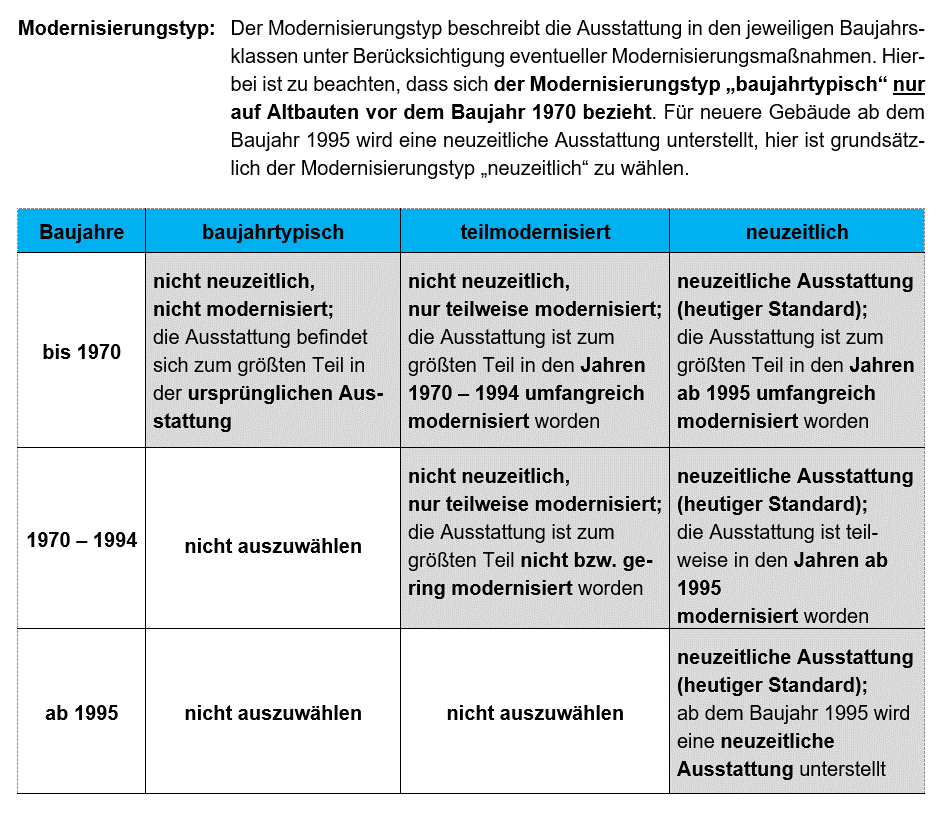 Modernisierungstyp: Der Modernisierungstyp beschreibt die Ausstattung in den jeweiligen Baujahrs-
klassen unter Berücksichtigung eventueller Modernisierungsmaßnahmen. Hier-
bei ist zu beachten, dass sich der Modernisierungstyp „baujahrtypisch“ nur
auf Altbauten vor dem Baujahr 1970 bezieht. Für neuere Gebäude ab dem
Baujahr 1995 wird eine neuzeitliche Ausstattung unterstellt, hier ist grundsätz-
lich der Modernisierungstyp „neuzeitlich“ zu wählen.
Baujahre baujahrtypisch teilmodernisiert neuzeitlich
bis 1970
nicht neuzeitlich,
nicht modernisiert;
die Ausstattung befindet
sich zum größten Teil in
der ursprünglichen Aus-
stattung
nicht neuzeitlich,
nur teilweise modernisiert;
die Ausstattung ist zum
größten Teil in den Jahren
1970 – 1994 umfangreich
modernisiert worden
neuzeitliche Ausstattung
(heutiger Standard);
die Ausstattung ist zum
größten Teil in den Jahren
ab 1995 umfangreich
modernisiert worden
1970 – 1994
nicht auszuwählen
nicht neuzeitlich,
nur teilweise modernisiert;
die Ausstattung ist zum
größten Teil nicht bzw. ge-
ring modernisiert worden
neuzeitliche Ausstattung
(heutiger Standard);
die Ausstattung ist teil-
weise in den Jahren ab
1995
modernisiert worden
ab 1995
nicht auszuwählen
nicht auszuwählen
neuzeitliche Ausstattung
(heutiger Standard);
ab dem Baujahr 1995 wird
eine neuzeitliche
Ausstattung unterstellt